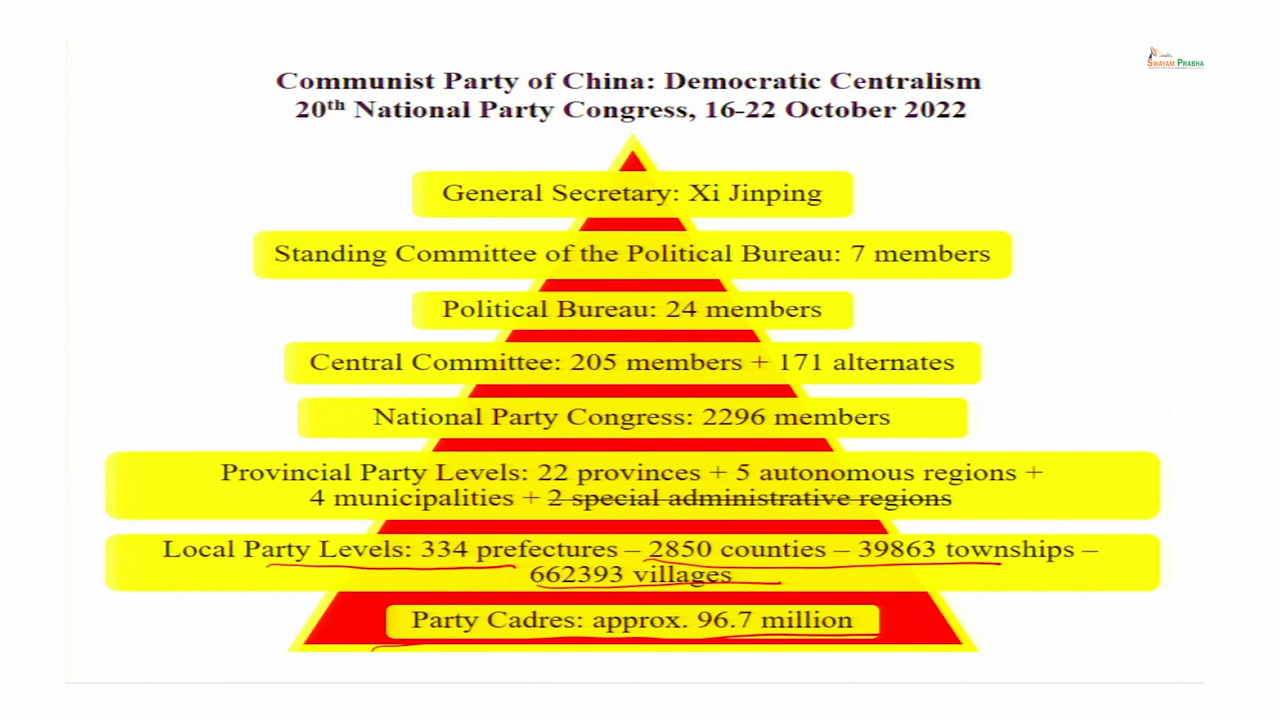 SWAYAM PRABHA
Communist Party of China: Democratic Centralism
20th National Party Congress, 16-22 October 2022
General Secretary: Xi Jinping
Standing Committee of the Political Bureau: 7 members
Political Bureau: 24 members
Central Committee: 205 members + 171 alternates
National Party Congress: 2296 members
Provincial Party Levels: 22 provinces + 5 autonomous regions +
4 municipalities + 2 special administrative regions
Local Party Levels: 334 prefectures – 2850 counties – 39863 townships –
662393 villages
Party Cadres: approx. 96.7 million